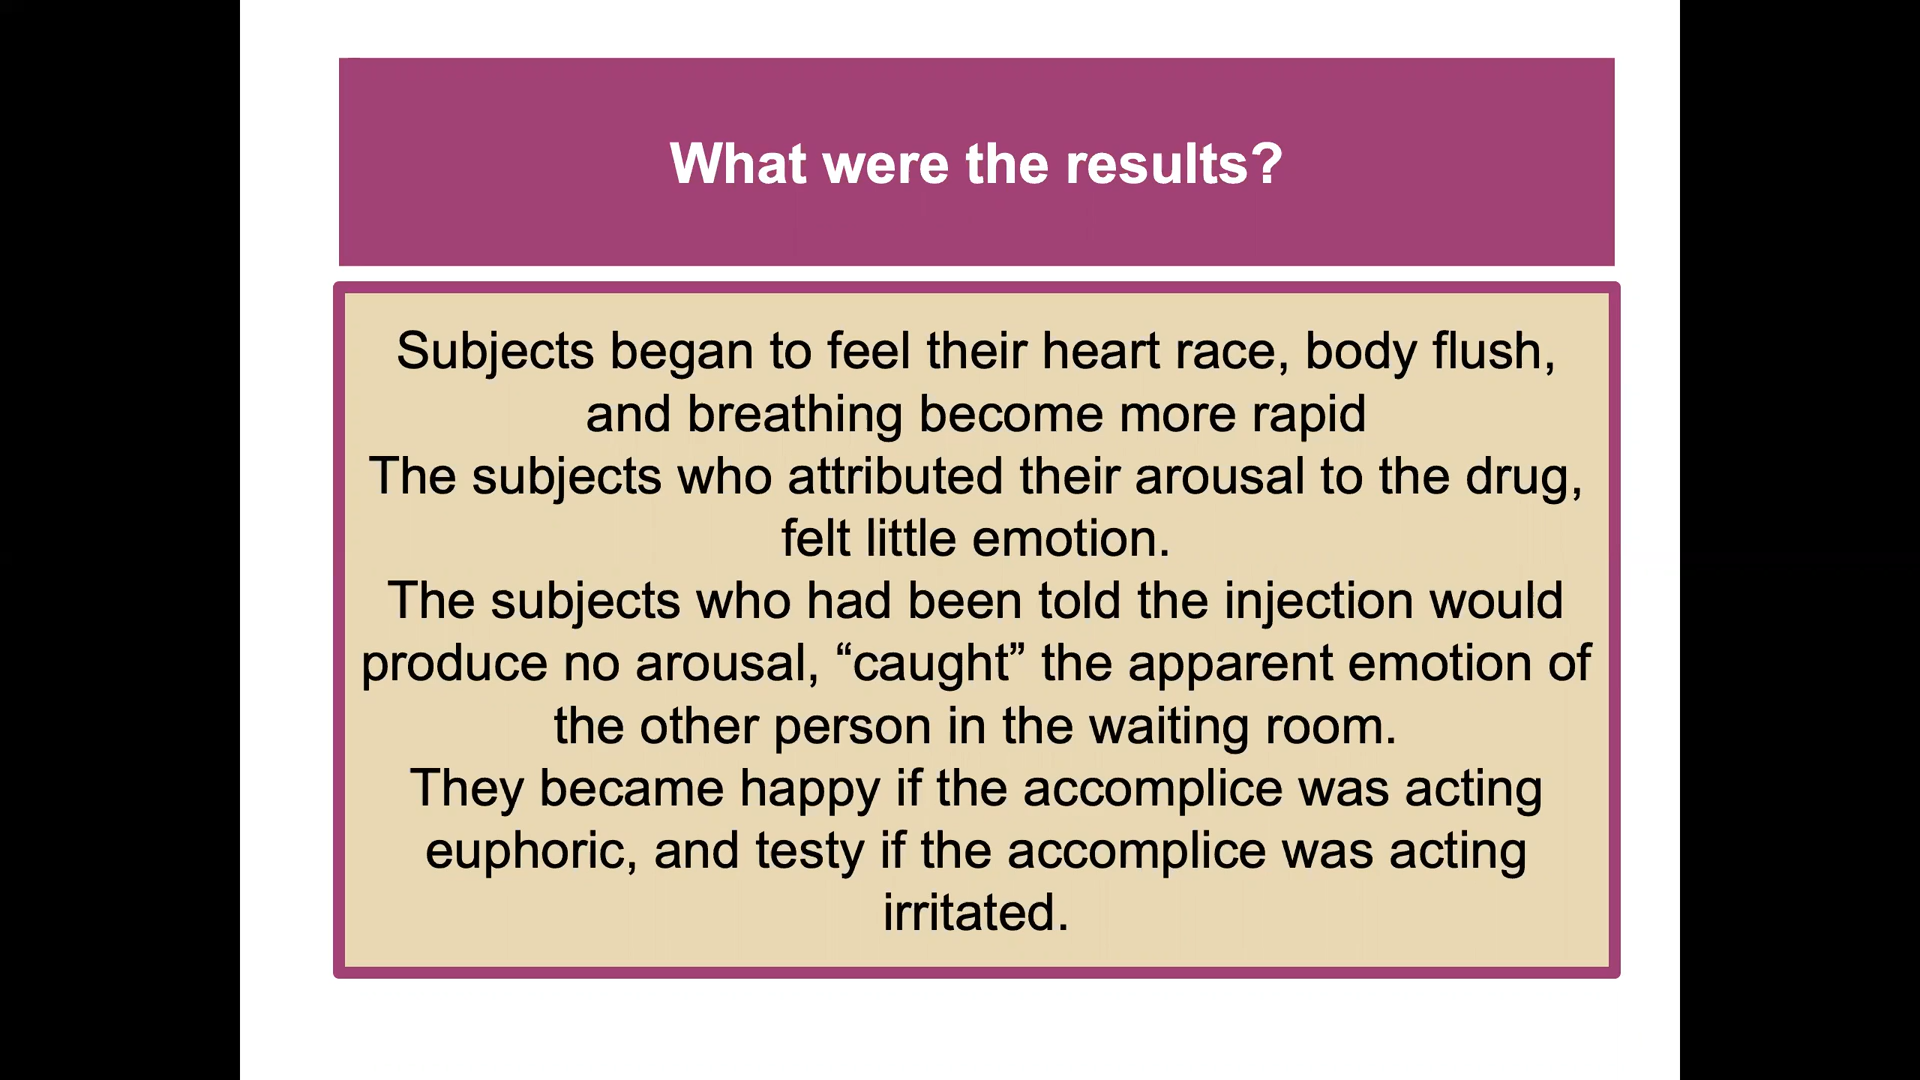 What were the results?
Subjects began to feel their heart race, body flush,
and breathing become more rapid
The subjects who attributed their arousal to the drug,
felt little emotion.
The subjects who had been told the injection would
produce no arousal, “caught” the apparent emotion of
the other person in the waiting room.
They became happy if the accomplice was acting
euphoric, and testy if the accomplice was acting
irritated.